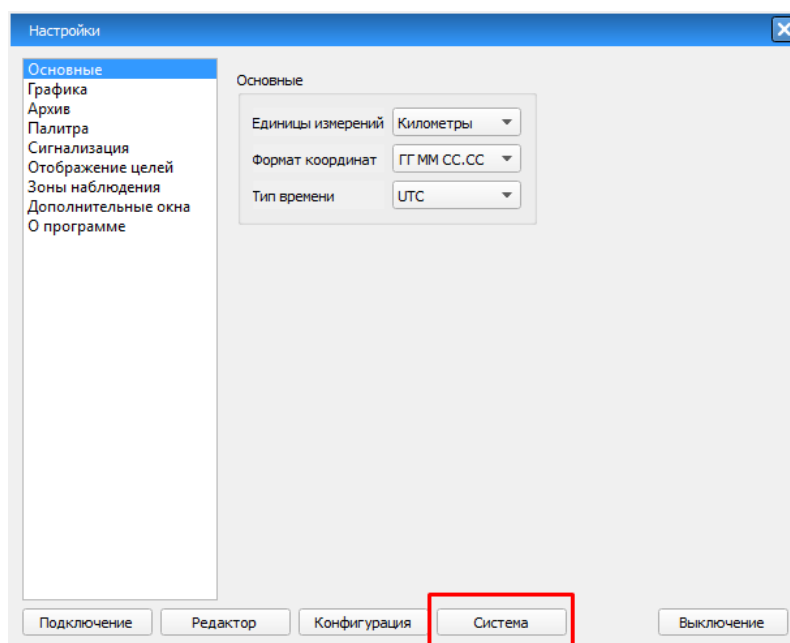 Настройки
Основные
Графика
Архив
Палитра
Сигнализация
Отображение целей
Зоны наблюдения
Дополнительные окна
О программе
Основные
Единицы измерений Километры
Формат координат ГГ ММ СС.СС
Тип времени UTC
Подключение Редактор Конфигурация Система Выключение